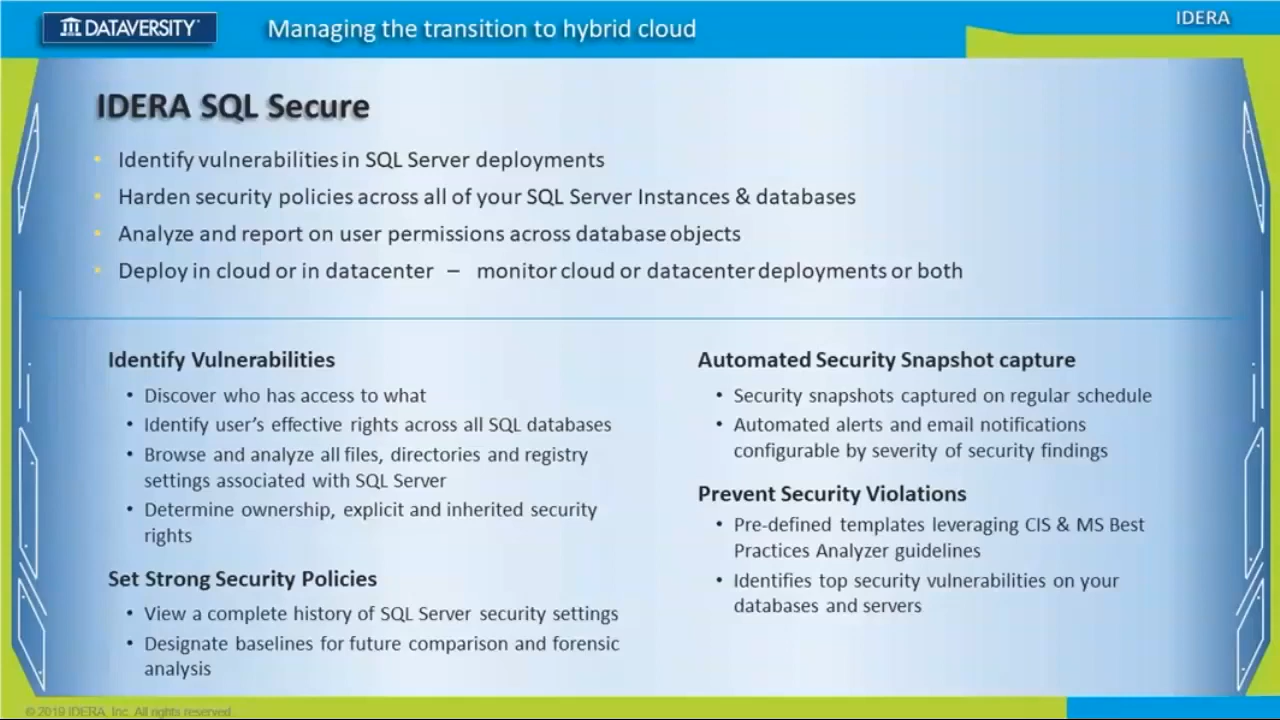 DATAVERSITY
Managing the transition to hybrid cloud
IDERA
IDERA SQL Secure
• Identify vulnerabilities in SQL Server deployments
• Harden security policies across all of your SQL Server Instances & databases
• Analyze and report on user permissions across database objects
• Deploy in cloud or in datacenter – monitor cloud or datacenter deployments or both
Identify Vulnerabilities
• Discover who has access to what
• Identify user's effective rights across all SQL databases
• Browse and analyze all files, directories and registry
settings associated with SQL Server
• Determine ownership, explicit and inherited security
rights
Set Strong Security Policies
• View a complete history of SQL Server security settings
• Designate baselines for future comparison and forensic
analysis
Automated Security Snapshot capture
• Security snapshots captured on regular schedule
• Automated alerts and email notifications
configurable by severity of security findings
Prevent Security Violations
• Pre-defined templates leveraging CIS & MS Best
Practices Analyzer guidelines
• Identifies top security vulnerabilities on your
databases and servers
© 2019 IDERA, Inc. All rights reserved.